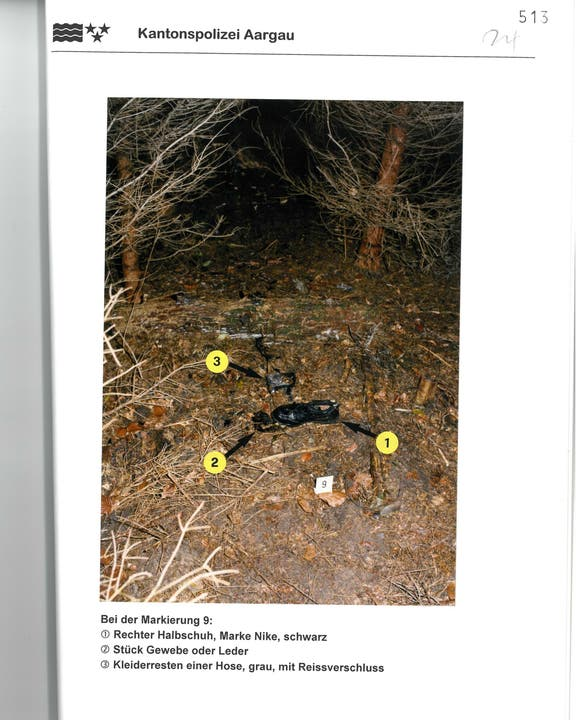 513
Kantonspolizei Aargau
3
1
2
9
Bei der Markierung 9:
① Rechter Halbschuh, Marke Nike, schwarz
② Stück Gewebe oder Leder
③ Kleiderresten einer Hose, grau, mit Reissverschluss